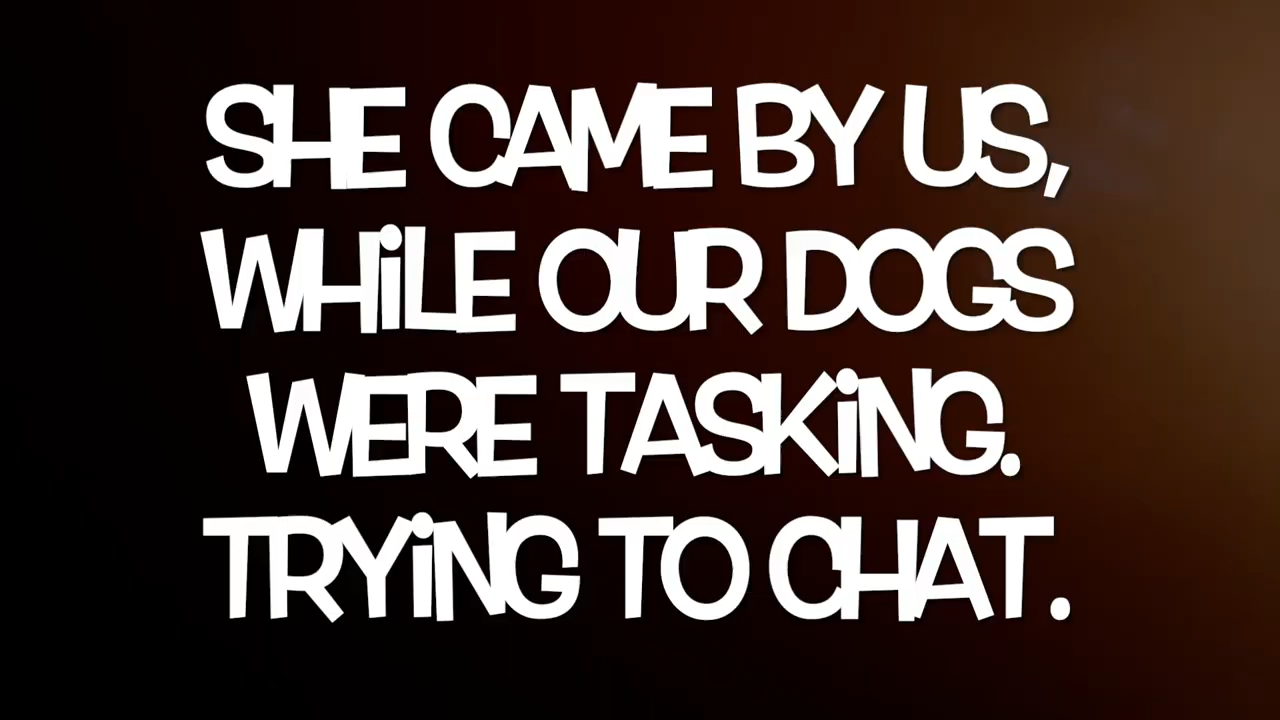 SHE CAME BY US,
WHiLE OUR DOGS
WERE TASKiNG.
TRYiNG TO CHAT.